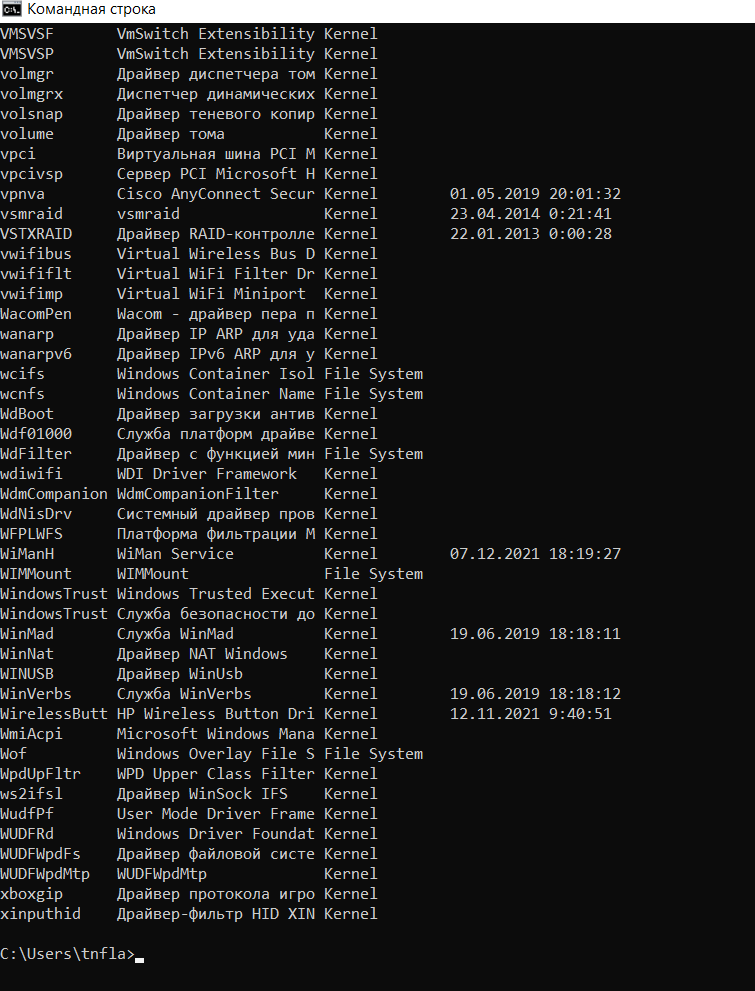 Командная строка
VMSVSF VmSwitch Extensibility Kernel
VMSVSP VmSwitch Extensibility Kernel
volmgr Драйвер диспетчера том Kernel
volmgrx Диспетчер динамических Kernel
volsnap Драйвер теневого копир Kernel
volume Драйвер тома Kernel
vpci Виртуальная шина PCI M Kernel
vpcivsp Сервер PCI Microsoft H Kernel
vpnva Cisco AnyConnect Secur Kernel 01.05.2019 20:01:32
vsmraid vsmraid Kernel 23.04.2014 0:21:41
VSTXRAID Драйвер RAID-контролле Kernel 22.01.2013 0:00:28
vwifibus Virtual Wireless Bus D Kernel
vwififlt Virtual WiFi Filter Dr Kernel
vwifimp Virtual WiFi Miniport Kernel
WacomPen Wacom - драйвер пера п Kernel
wanarp Драйвер IP ARP для уда Kernel
wanarpv6 Драйвер IPv6 ARP для у Kernel
wcifs Windows Container Isol File System
wcnfs Windows Container Name File System
WdBoot Драйвер загрузки антив Kernel
Wdf01000 Служба платформ драйве Kernel
WdFilter Драйвер с функцией мин File System
wdiwifi WDI Driver Framework Kernel
WdmCompanion WdmCompanionFilter Kernel
WdNisDrv Системный драйвер пров Kernel
WFPLWFS Платформа фильтрации M Kernel
WiManH WiMan Service Kernel 07.12.2021 18:19:27
WIMMount WIMMount File System
WindowsTrust Windows Trusted Execut Kernel
WindowsTrust Служба безопасности до Kernel
WinMad Служба WinMad Kernel 19.06.2019 18:18:11
WinNat Драйвер NAT Windows Kernel
WINUSB Драйвер WinUsb Kernel
WinVerbs Служба WinVerbs Kernel 19.06.2019 18:18:12
WirelessButt HP Wireless Button Dri Kernel 12.11.2021 9:40:51
WmiAcpi Microsoft Windows Mana Kernel
Wof Windows Overlay File S File System
WpdUpFltr WPD Upper Class Filter Kernel
ws2ifsl Драйвер WinSock IFS Kernel
WudfPf User Mode Driver Frame Kernel
WUDFRd Windows Driver Foundat Kernel
WUDFWpdFs Драйвер файловой систе Kernel
WUDFWpdMtp WUDFWpdMtp Kernel
xboxgip Драйвер протокола игро Kernel
xinputhid Драйвер-фильтр HID XIN Kernel
C:\Users\tnfla>